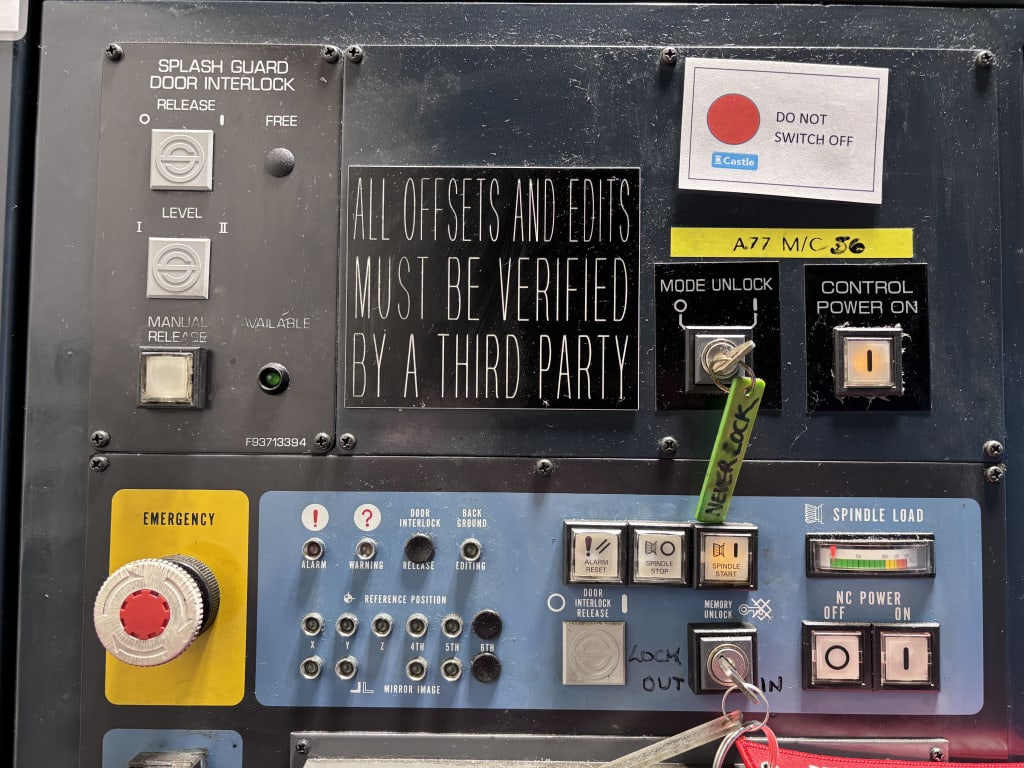 SPLASH GUARD
DOOR INTERLOCK
RELEASE
O I
FREE
LEVEL
I II
MANUAL
RELEASE
AVAILABLE
F93713394
ALL OFFSETS AND EDITS
MUST BE VERIFIED
BY A THIRD PARTY
DO NOT
SWITCH OFF
Castle
A77 M/C 56
MODE UNLOCK
O I
CONTROL
POWER ON
I
NEVER LOCK
EMERGENCY
! ?
ALARM
WARNING
DOOR
INTERLOCK
RELEASE
BACK
GROUND
EDITING
REFERENCE POSITION
X Y Z 4TH 5TH 6TH
MIRROR IMAGE
ALARM
RESET
SPINDLE
STOP
SPINDLE
START
DOOR
INTERLOCK
RELEASE
O I
MEMORY
UNLOCK
LOCK
OUT IN
SPINDLE LOAD
NC POWER
OFF ON
O I